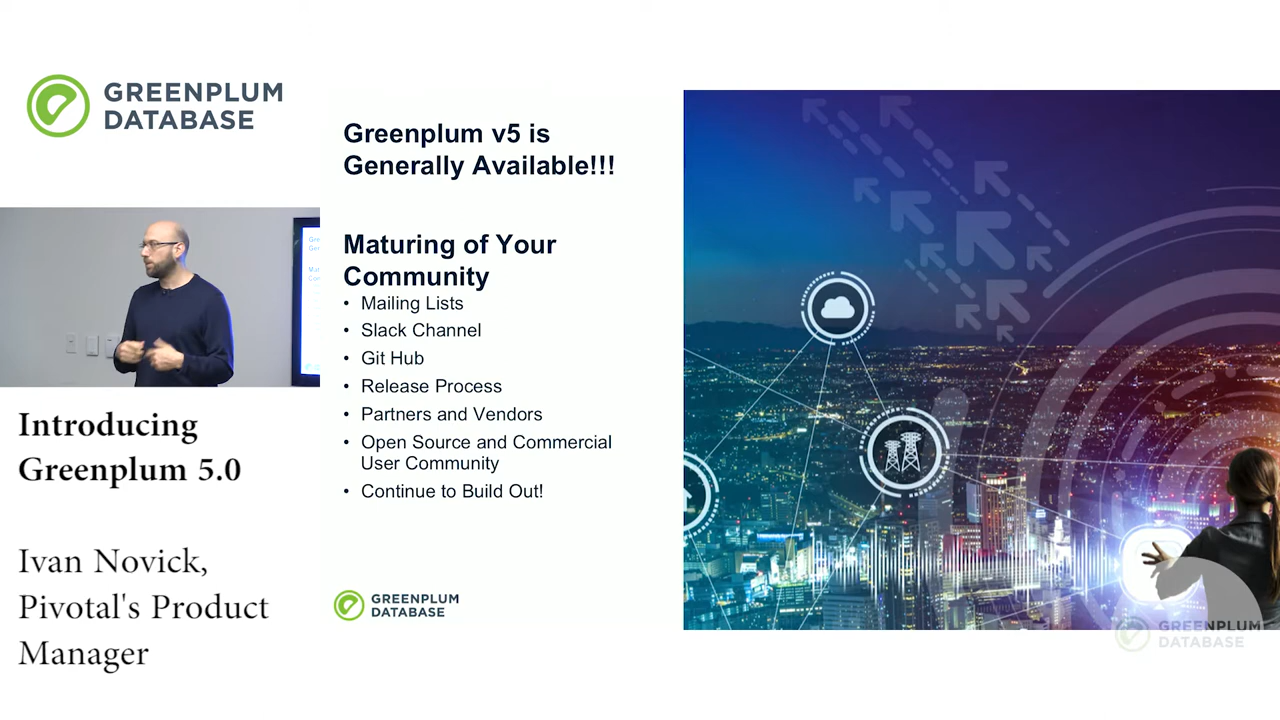 GREENPLUM
DATABASE
Introducing
Greenplum 5.0
Ivan Novick,
Pivotal's Product
Manager
Greenplum v5 is
Generally Available!!!
Maturing of Your
Community
• Mailing Lists
• Slack Channel
• Git Hub
• Release Process
• Partners and Vendors
• Open Source and Commercial
User Community
• Continue to Build Out!
GREENPLUM
DATABASE
GREENPLUM
DATABASE